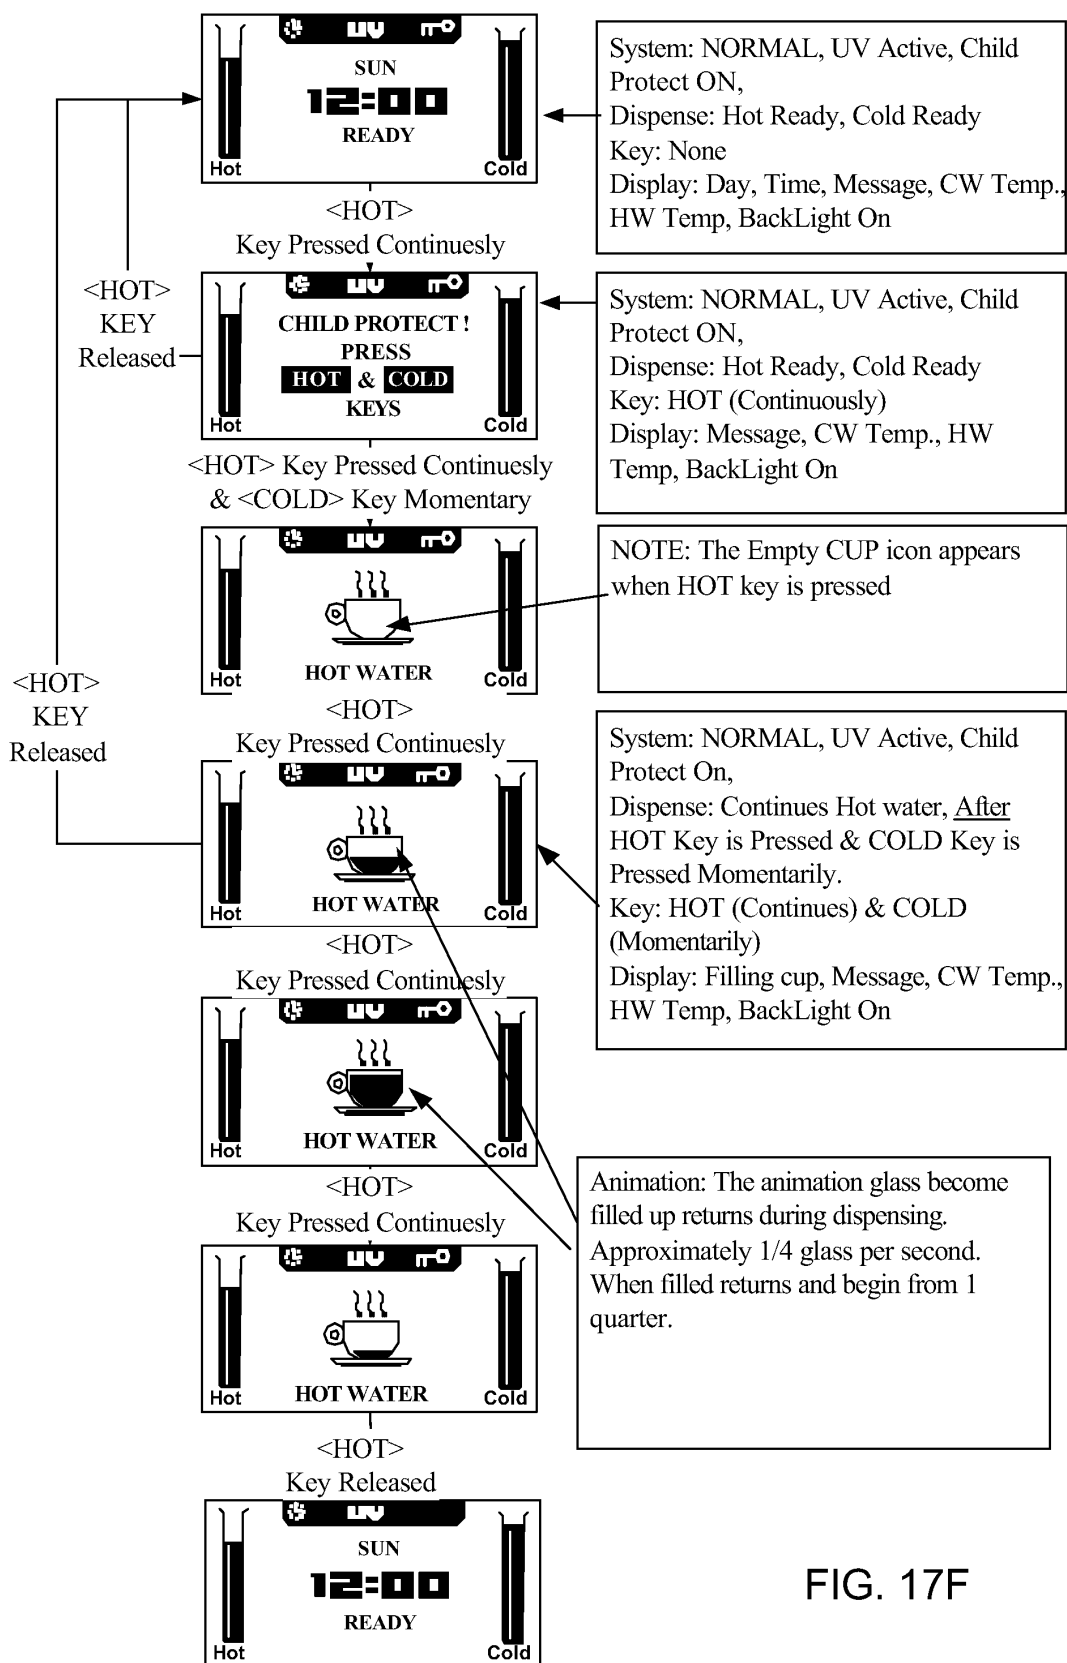 SUN
12:00
READY
Hot
Cold
System: NORMAL, UV Active, Child
Protect ON,
Dispense: Hot Ready, Cold Ready
Key: None
Display: Day, Time, Message, CW Temp.,
HW Temp, BackLight On
<HOT>
Key Pressed Continuesly
<HOT>
KEY
Released
UV
CHILD PROTECT !
PRESS
HOT & COLD
KEYS
Hot
Cold
System: NORMAL, UV Active, Child
Protect ON,
Dispense: Hot Ready, Cold Ready
Key: HOT (Continuously)
Display: Message, CW Temp., HW
Temp, BackLight On
<HOT> Key Pressed Continuesly
& <COLD> Key Momentary
UV
HOT WATER
Hot
Cold
NOTE: The Empty CUP icon appears
when HOT key is pressed
<HOT>
KEY
Released
<HOT>
Key Pressed Continuesly
UV
HOT WATER
Hot
Cold
System: NORMAL, UV Active, Child
Protect On,
Dispense: Continues Hot water, After
HOT Key is Pressed & COLD Key is
Pressed Momentarily.
Key: HOT (Continues) & COLD
(Momentarily)
Display: Filling cup, Message, CW Temp.,
HW Temp, BackLight On
<HOT>
Key Pressed Continuesly
UV
HOT WATER
Hot
Cold
<HOT>
Key Pressed Continuesly
Animation: The animation glass become
filled up returns during dispensing.
Approximately 1/4 glass per second.
When filled returns and begin from 1
quarter.
UV
HOT WATER
Hot
Cold
<HOT>
Key Released
UV
SUN
12:00
READY
Hot
Cold
FIG. 17F
UV